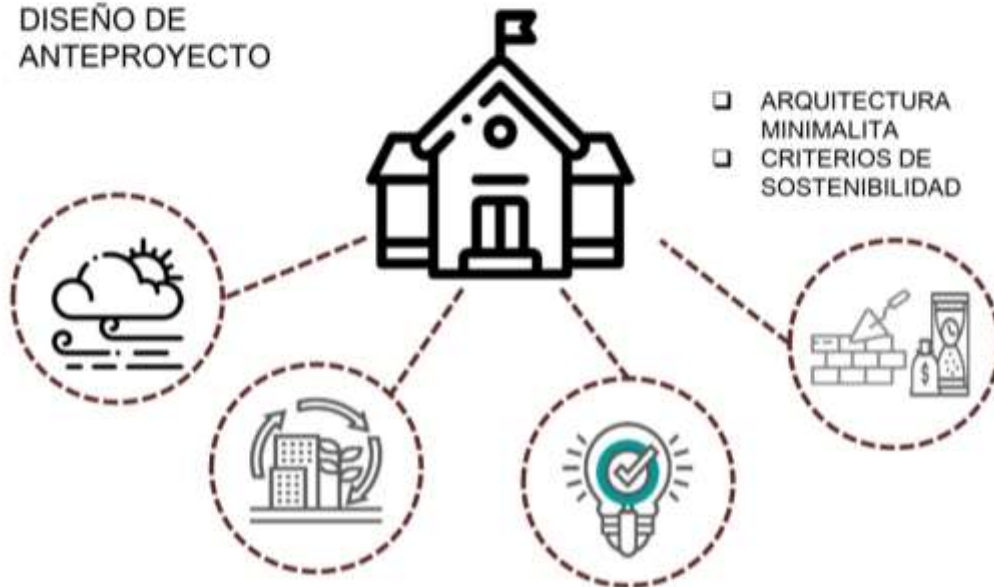 DISEÑO DE
ANTEPROYECTO
❑ ARQUITECTURA
MINIMALITA
❑ CRITERIOS DE
SOSTENIBILIDAD
$